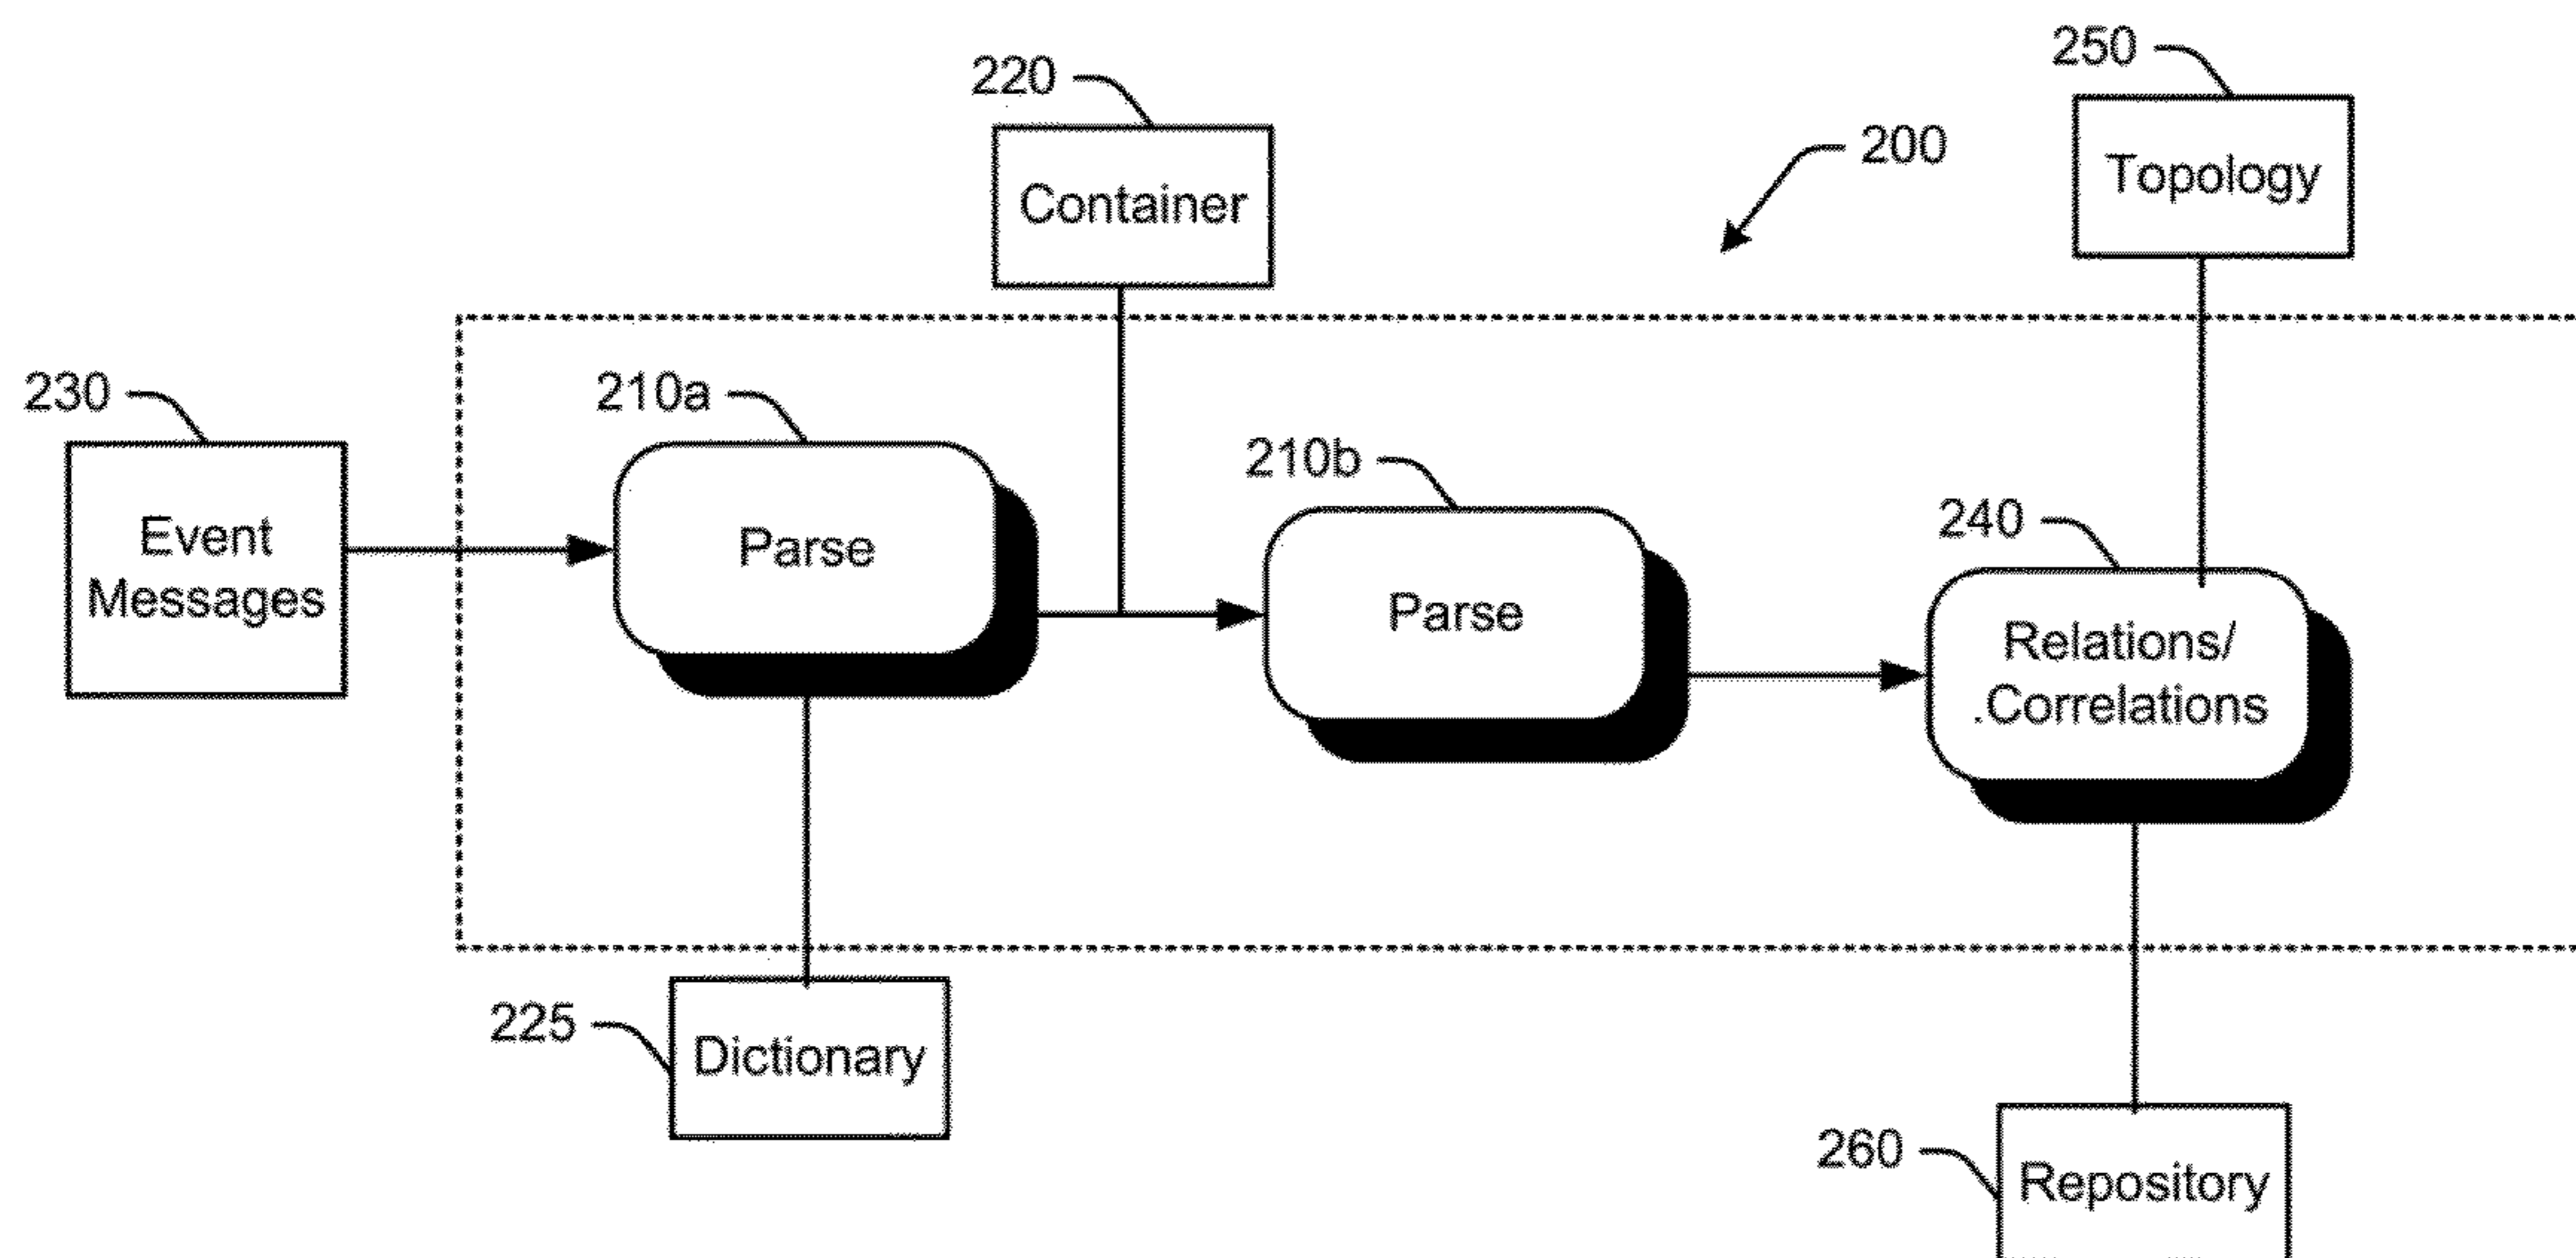 250
220
200
Topology
Container
230
210a
210b
240
Event
Messages
Parse
Parse
Relations/
.Correlations
225
Dictionary
260
Repository